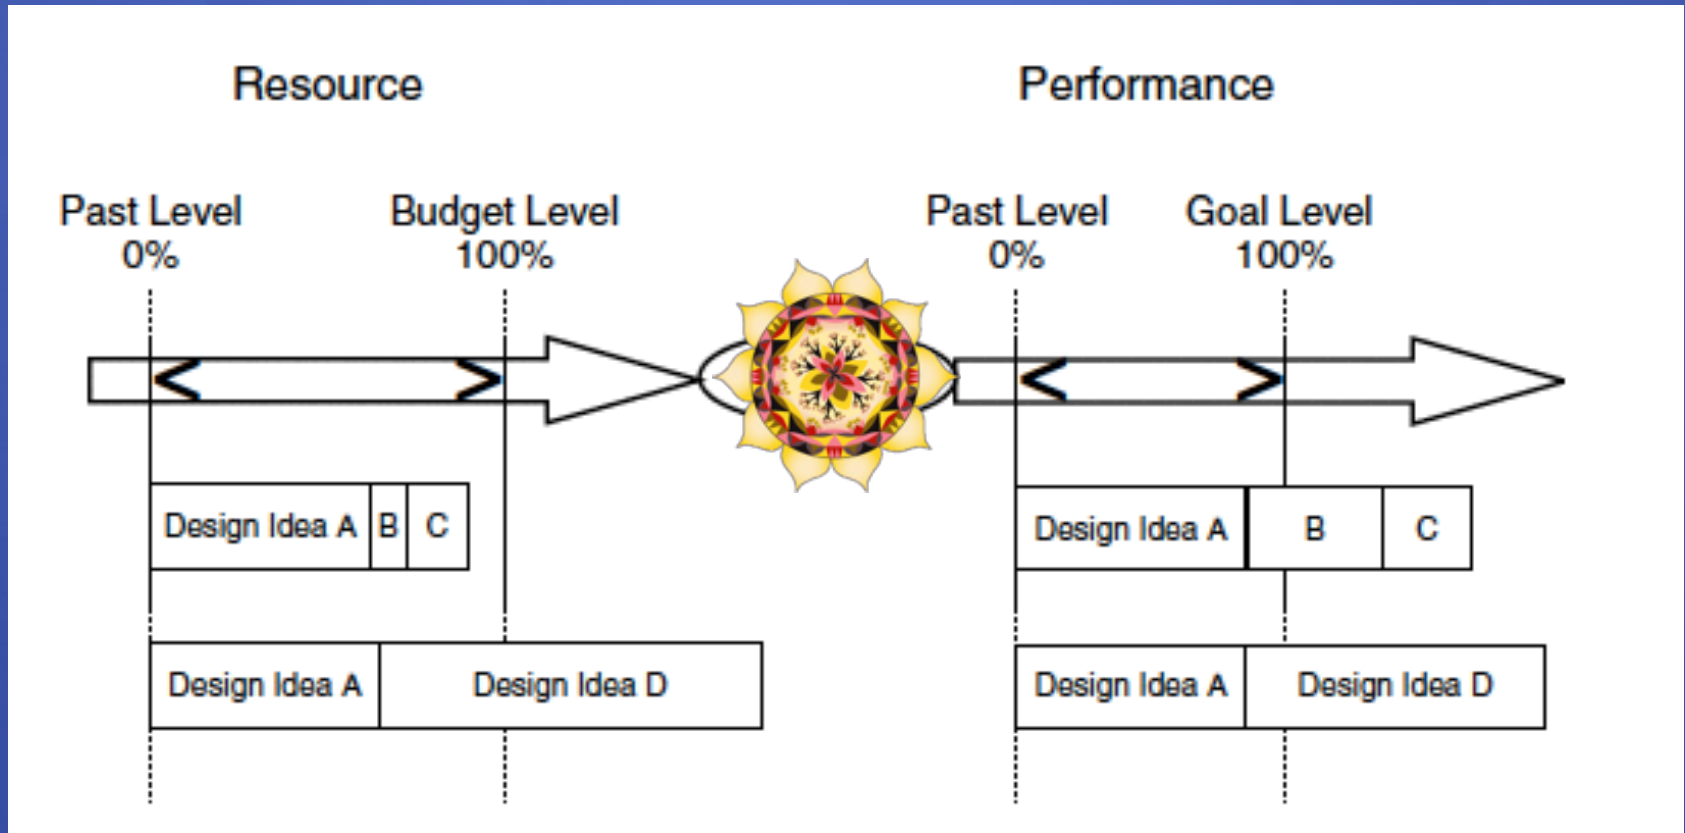 Resource
Performance
Past Level
0%
Budget Level
100%
Past Level
0%
Goal Level
100%
< >
< >
Design Idea A B C
Design Idea A B C
Design Idea A Design Idea D
Design Idea A Design Idea D